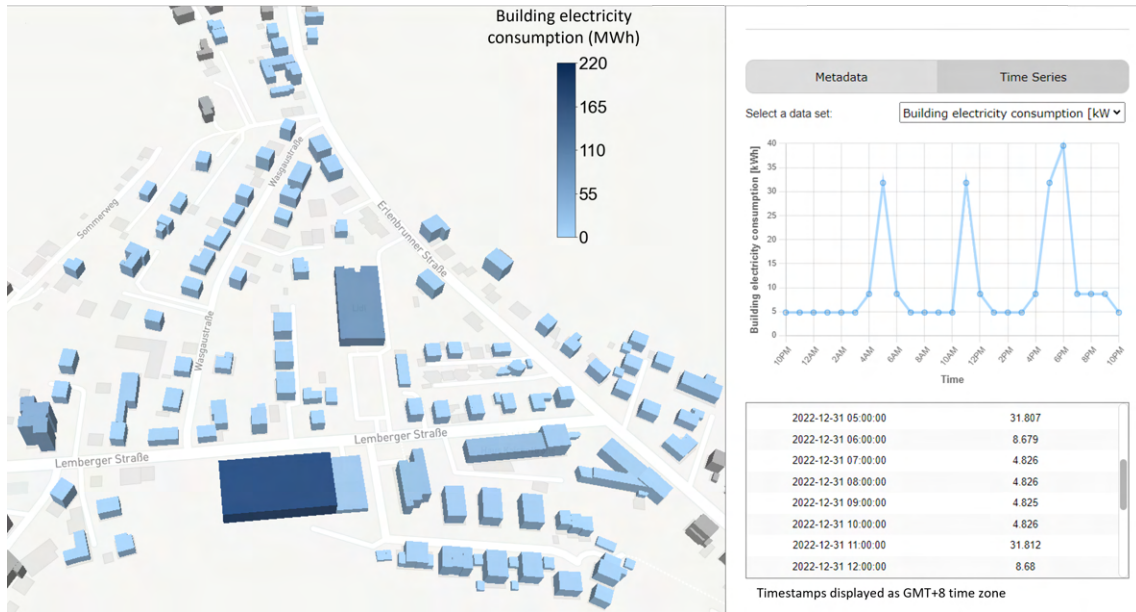 Building electricity
consumption (MWh)
220
165
110
55
0
Sommerweg
Wasgaustraße
Erlenbrunner Straße
Wasgaustraße
Lemberger Straße
Lemberger Straße
Metadata
Time Series
Select a data set:
Building electricity consumption [kW
Building electricity consumption [kWh]
40
35
30
25
20
15
10
5
0
10PM
12AM
2AM
4AM
6AM
8AM
10AM
12PM
2PM
4PM
6PM
8PM
10PM
Time
2022-12-31 05:00:00 31.807
2022-12-31 06:00:00 8.679
2022-12-31 07:00:00 4.826
2022-12-31 08:00:00 4.826
2022-12-31 09:00:00 4.825
2022-12-31 10:00:00 4.826
2022-12-31 11:00:00 31.812
2022-12-31 12:00:00 8.68
Timestamps displayed as GMT+8 time zone